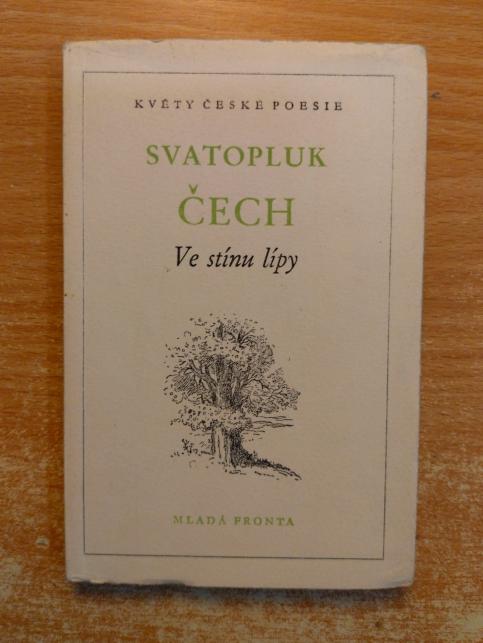 KVĚTY ČESKÉ POESIE
SVATOPLUK
ČECH
Ve stínu lípy
MLADÁ FRONTA